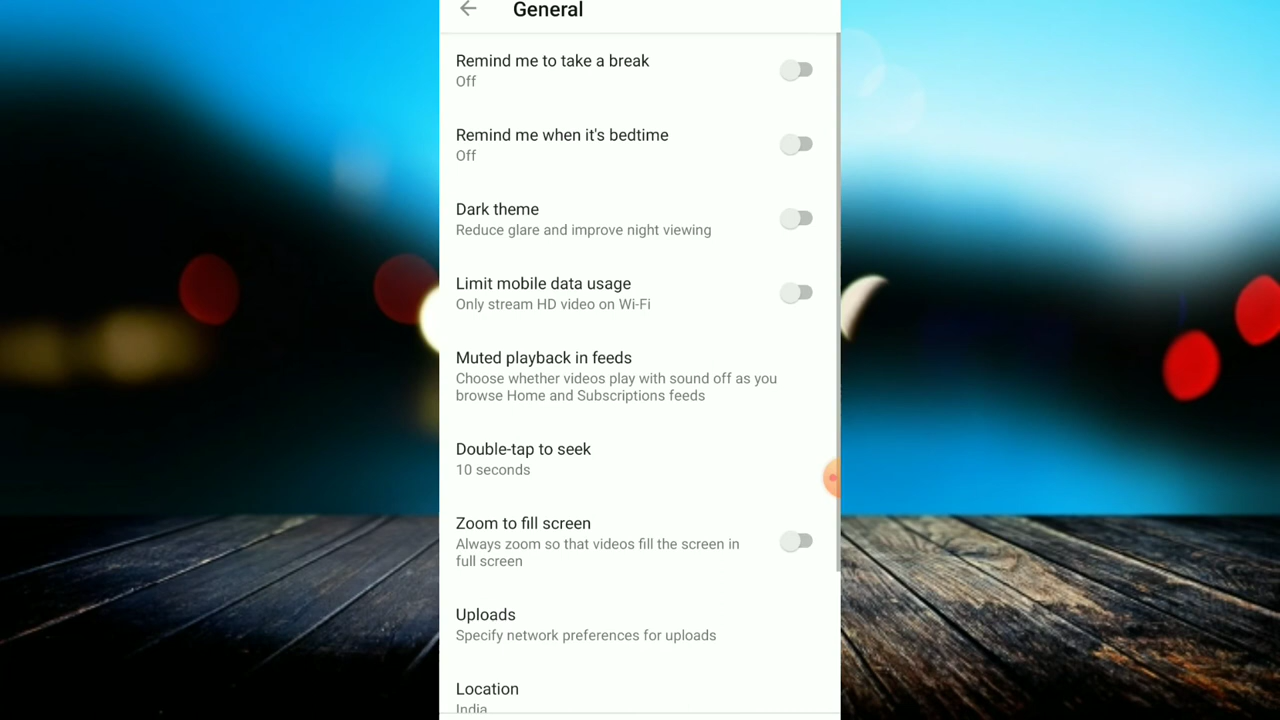 General
Remind me to take a break
Off
Remind me when it's bedtime
Off
Dark theme
Reduce glare and improve night viewing
Limit mobile data usage
Only stream HD video on Wi-Fi
Muted playback in feeds
Choose whether videos play with sound off as you
browse Home and Subscriptions feeds
Double-tap to seek
10 seconds
Zoom to fill screen
Always zoom so that videos fill the screen in
full screen
Uploads
Specify network preferences for uploads
Location
India